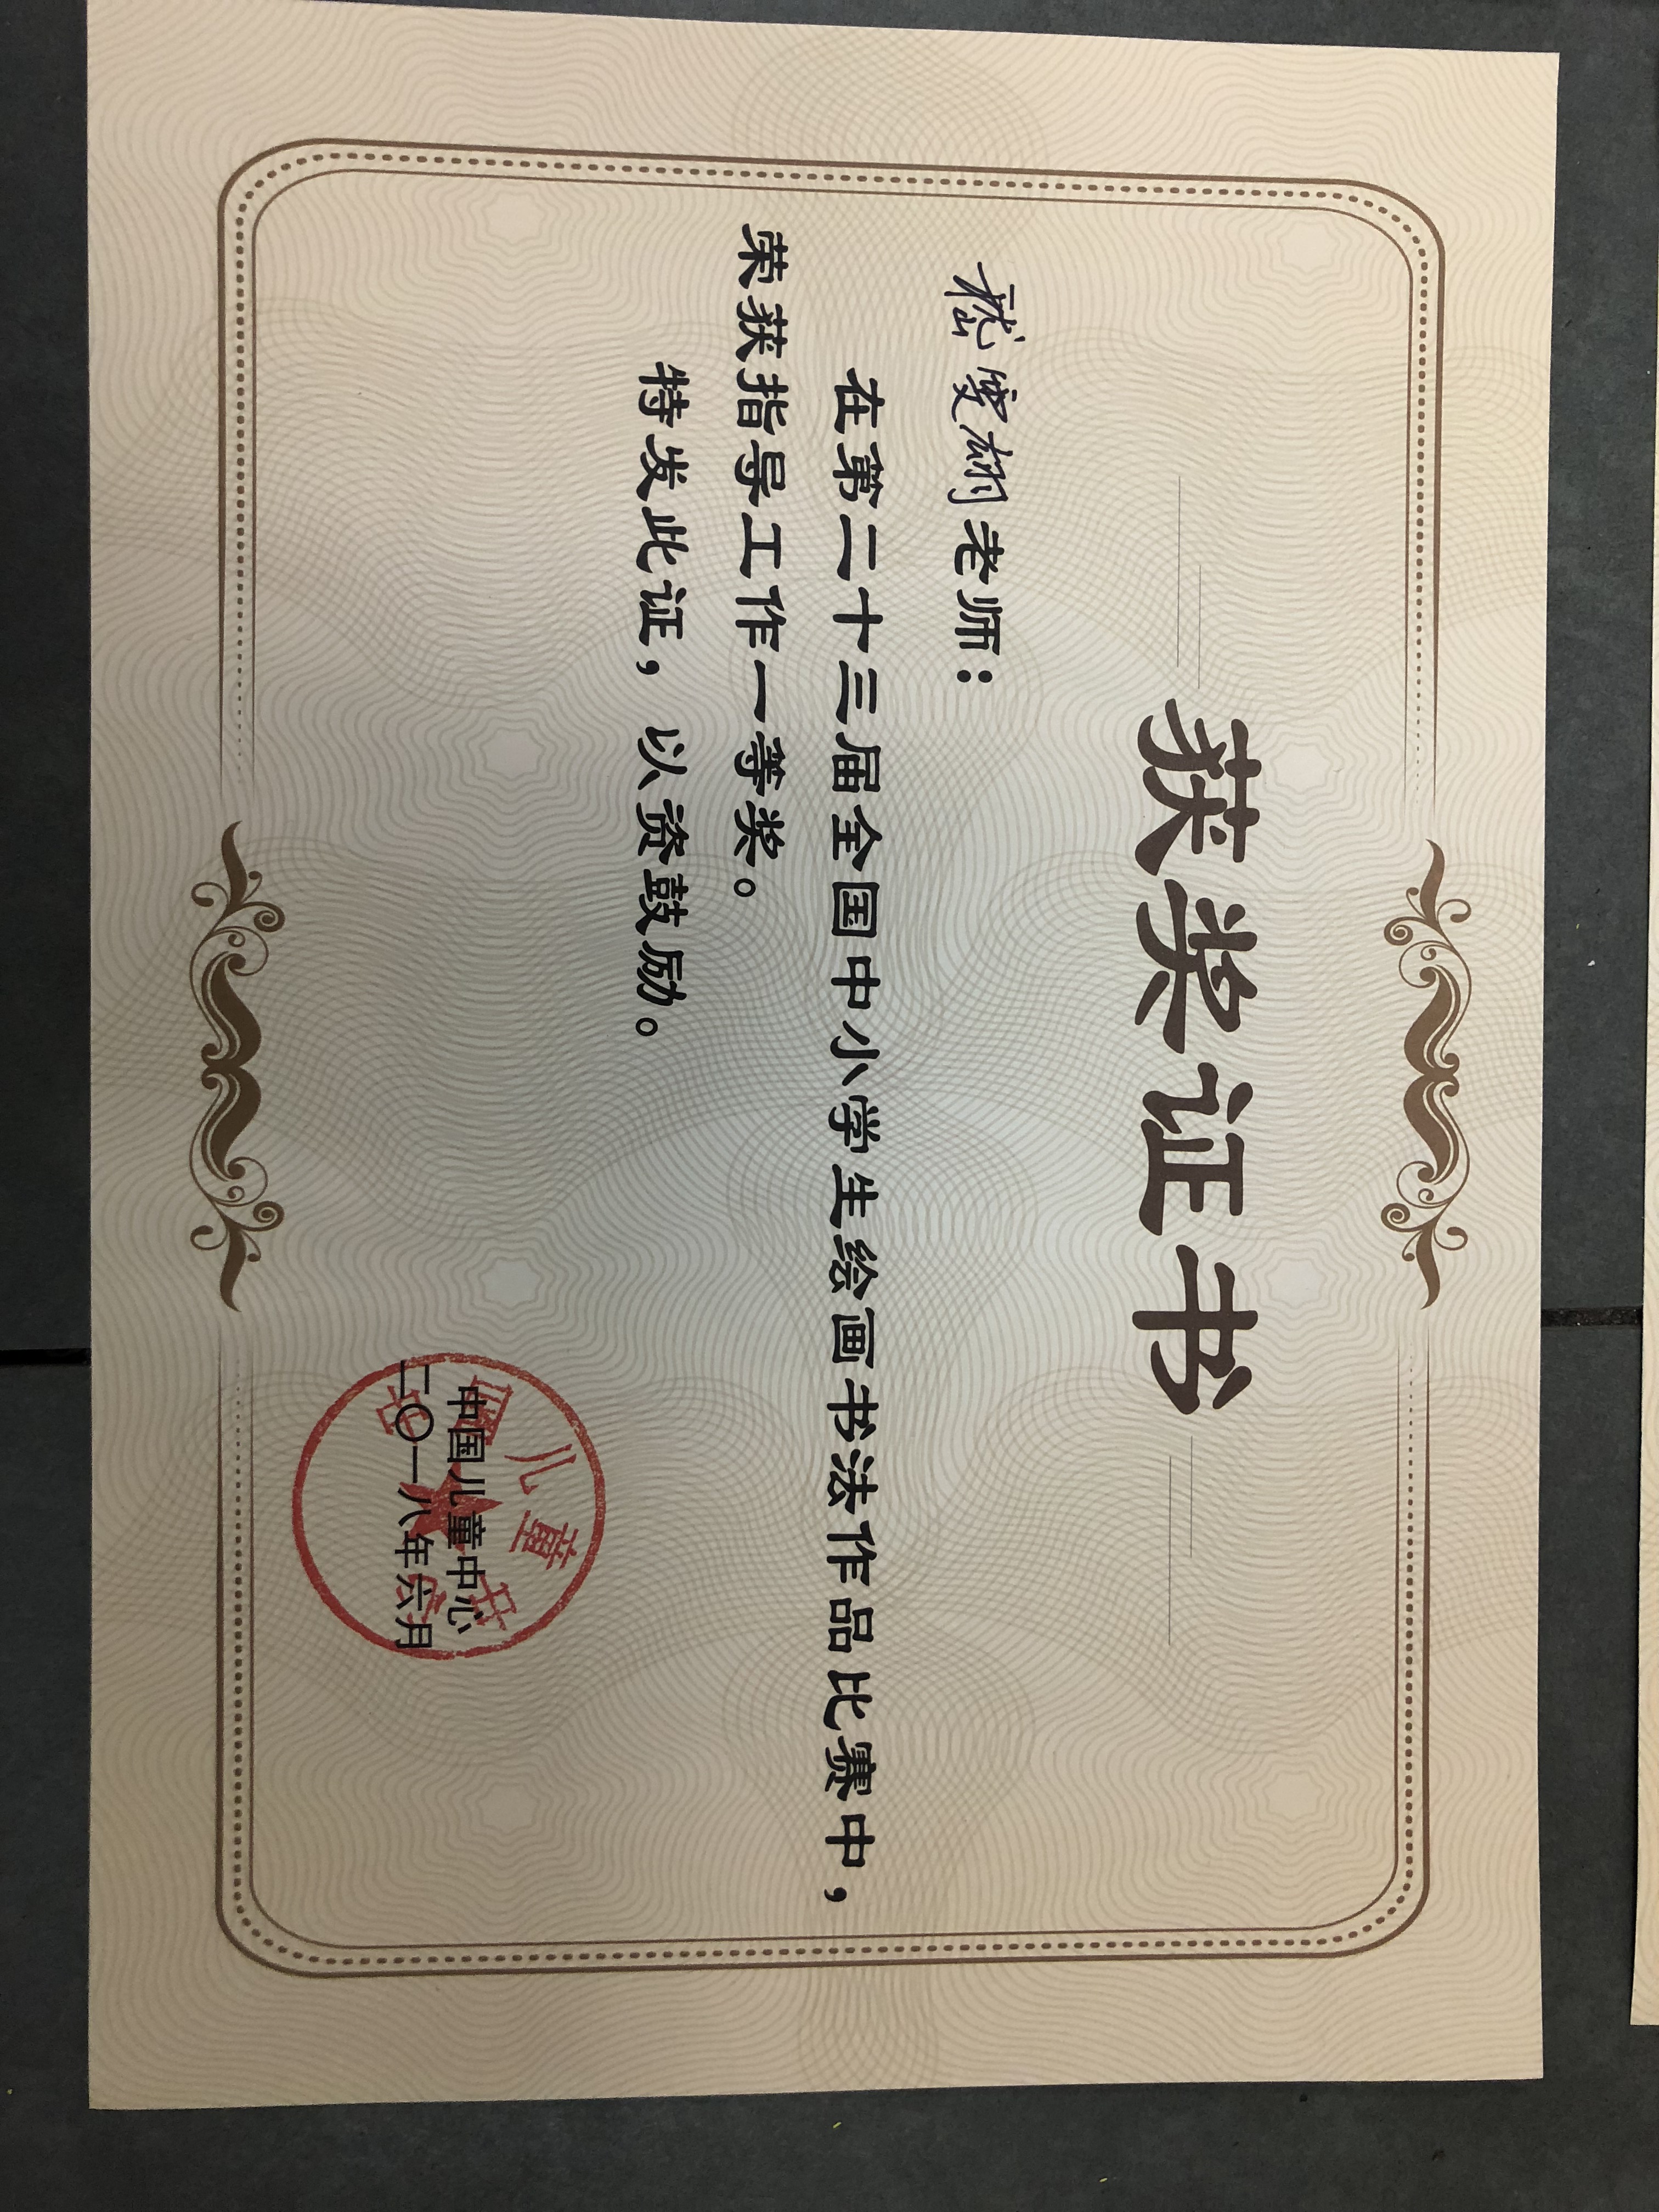 获奖证书
嵇雯翊老师：
在第二十三届全国中小学生绘画书法作品比赛中，
荣获指导工作一等奖。
特发此证，以资鼓励。
中国儿童中心
二〇一八年六月